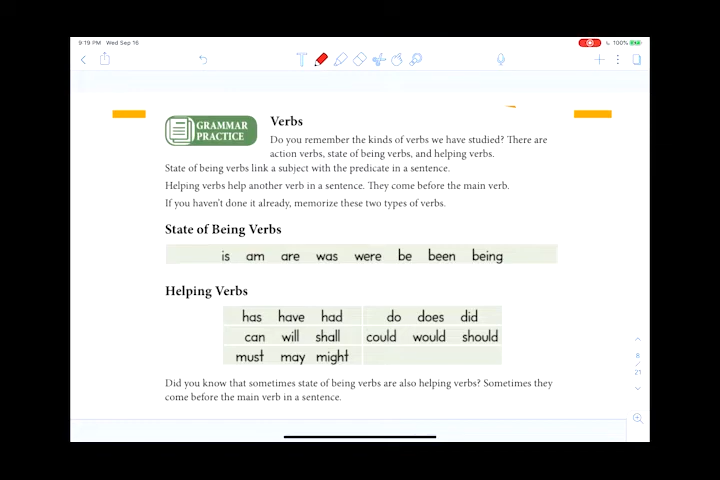 9:19 PM Wed Sep 16
100%
T
GRAMMAR
PRACTICE
Verbs
Do you remember the kinds of verbs we have studied? There are
action verbs, state of being verbs, and helping verbs.
State of being verbs link a subject with the predicate in a sentence.
Helping verbs help another verb in a sentence. They come before the main verb.
If you haven't done it already, memorize these two types of verbs.
State of Being Verbs
is am are was were be been being
Helping Verbs
has have had do does did
can will shall could would should
must may might
Did you know that sometimes state of being verbs are also helping verbs? Sometimes they
come before the main verb in a sentence.
8
21